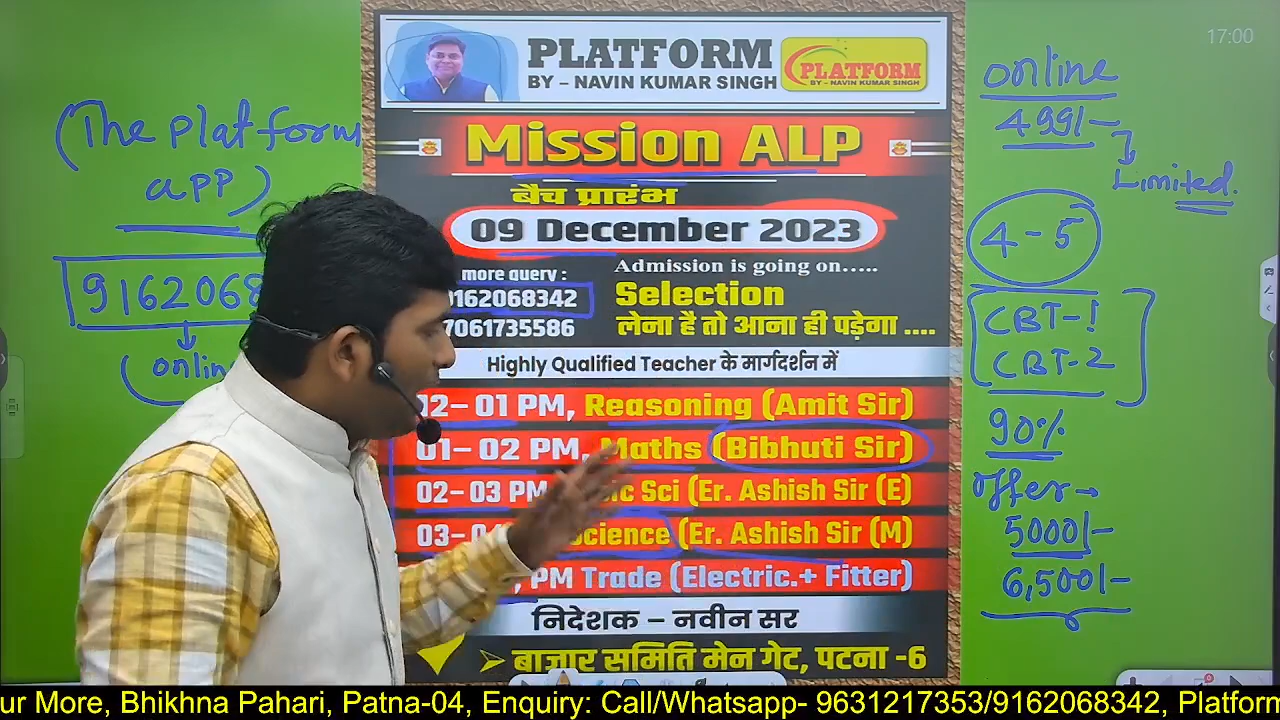 PLATFORM
BY – NAVIN KUMAR SINGH
PLATFORM
BY – NAVIN KUMAR SINGH
17:00
Mission ALP
बैच प्रारंभ
09 December 2023
more query :
9162068342
7061735586
Admission is going on.....
Selection
लेना है तो आना ही पड़ेगा ....
Highly Qualified Teacher के मार्गदर्शन में
12– 01 PM, Reasoning (Amit Sir)
01– 02 PM, Maths (Bibhuti Sir)
02– 03 PM Sci (Er. Ashish Sir (E)
03– Science (Er. Ashish Sir (M)
PM Trade (Electric.+ Fitter)
निदेशक – नवीन सर
बाजार समिति मेन गेट, पटना -6
(The platform
app)
9162068
(online
online
499/-
Limited.
4-5
CBT-1
CBT-2
90%
offer→
5000/-
6,500/-
ur More, Bhikhna Pahari, Patna-04, Enquiry: Call/Whatsapp- 9631217353/9162068342, Platform